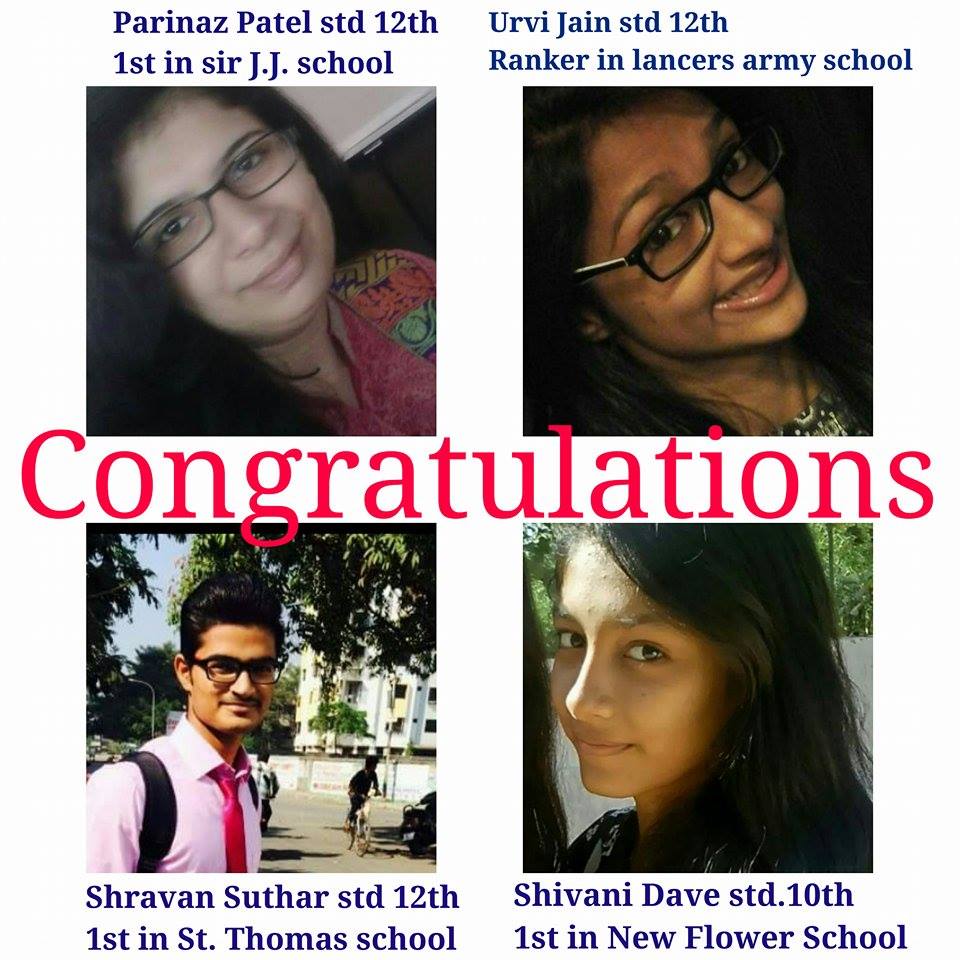 Parinaz Patel std 12th
1st in sir J.J. school
Urvi Jain std 12th
Ranker in lancers army school
Congratulations
Shravan Suthar std 12th
1st in St. Thomas school
Shivani Dave std.10th
1st in New Flower School